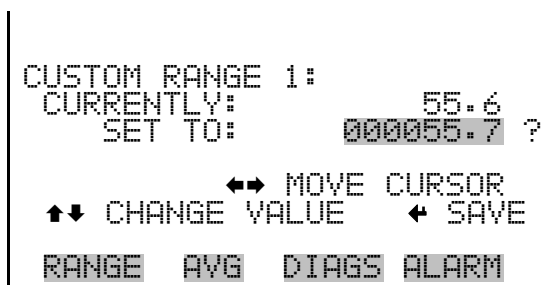 CUSTOM RANGE 1:
CURRENTLY: 55.6
SET TO: 000055.7 ?
←→ MOVE CURSOR
↑↓ CHANGE VALUE ↵ SAVE
RANGE AVG DIAGS ALARM